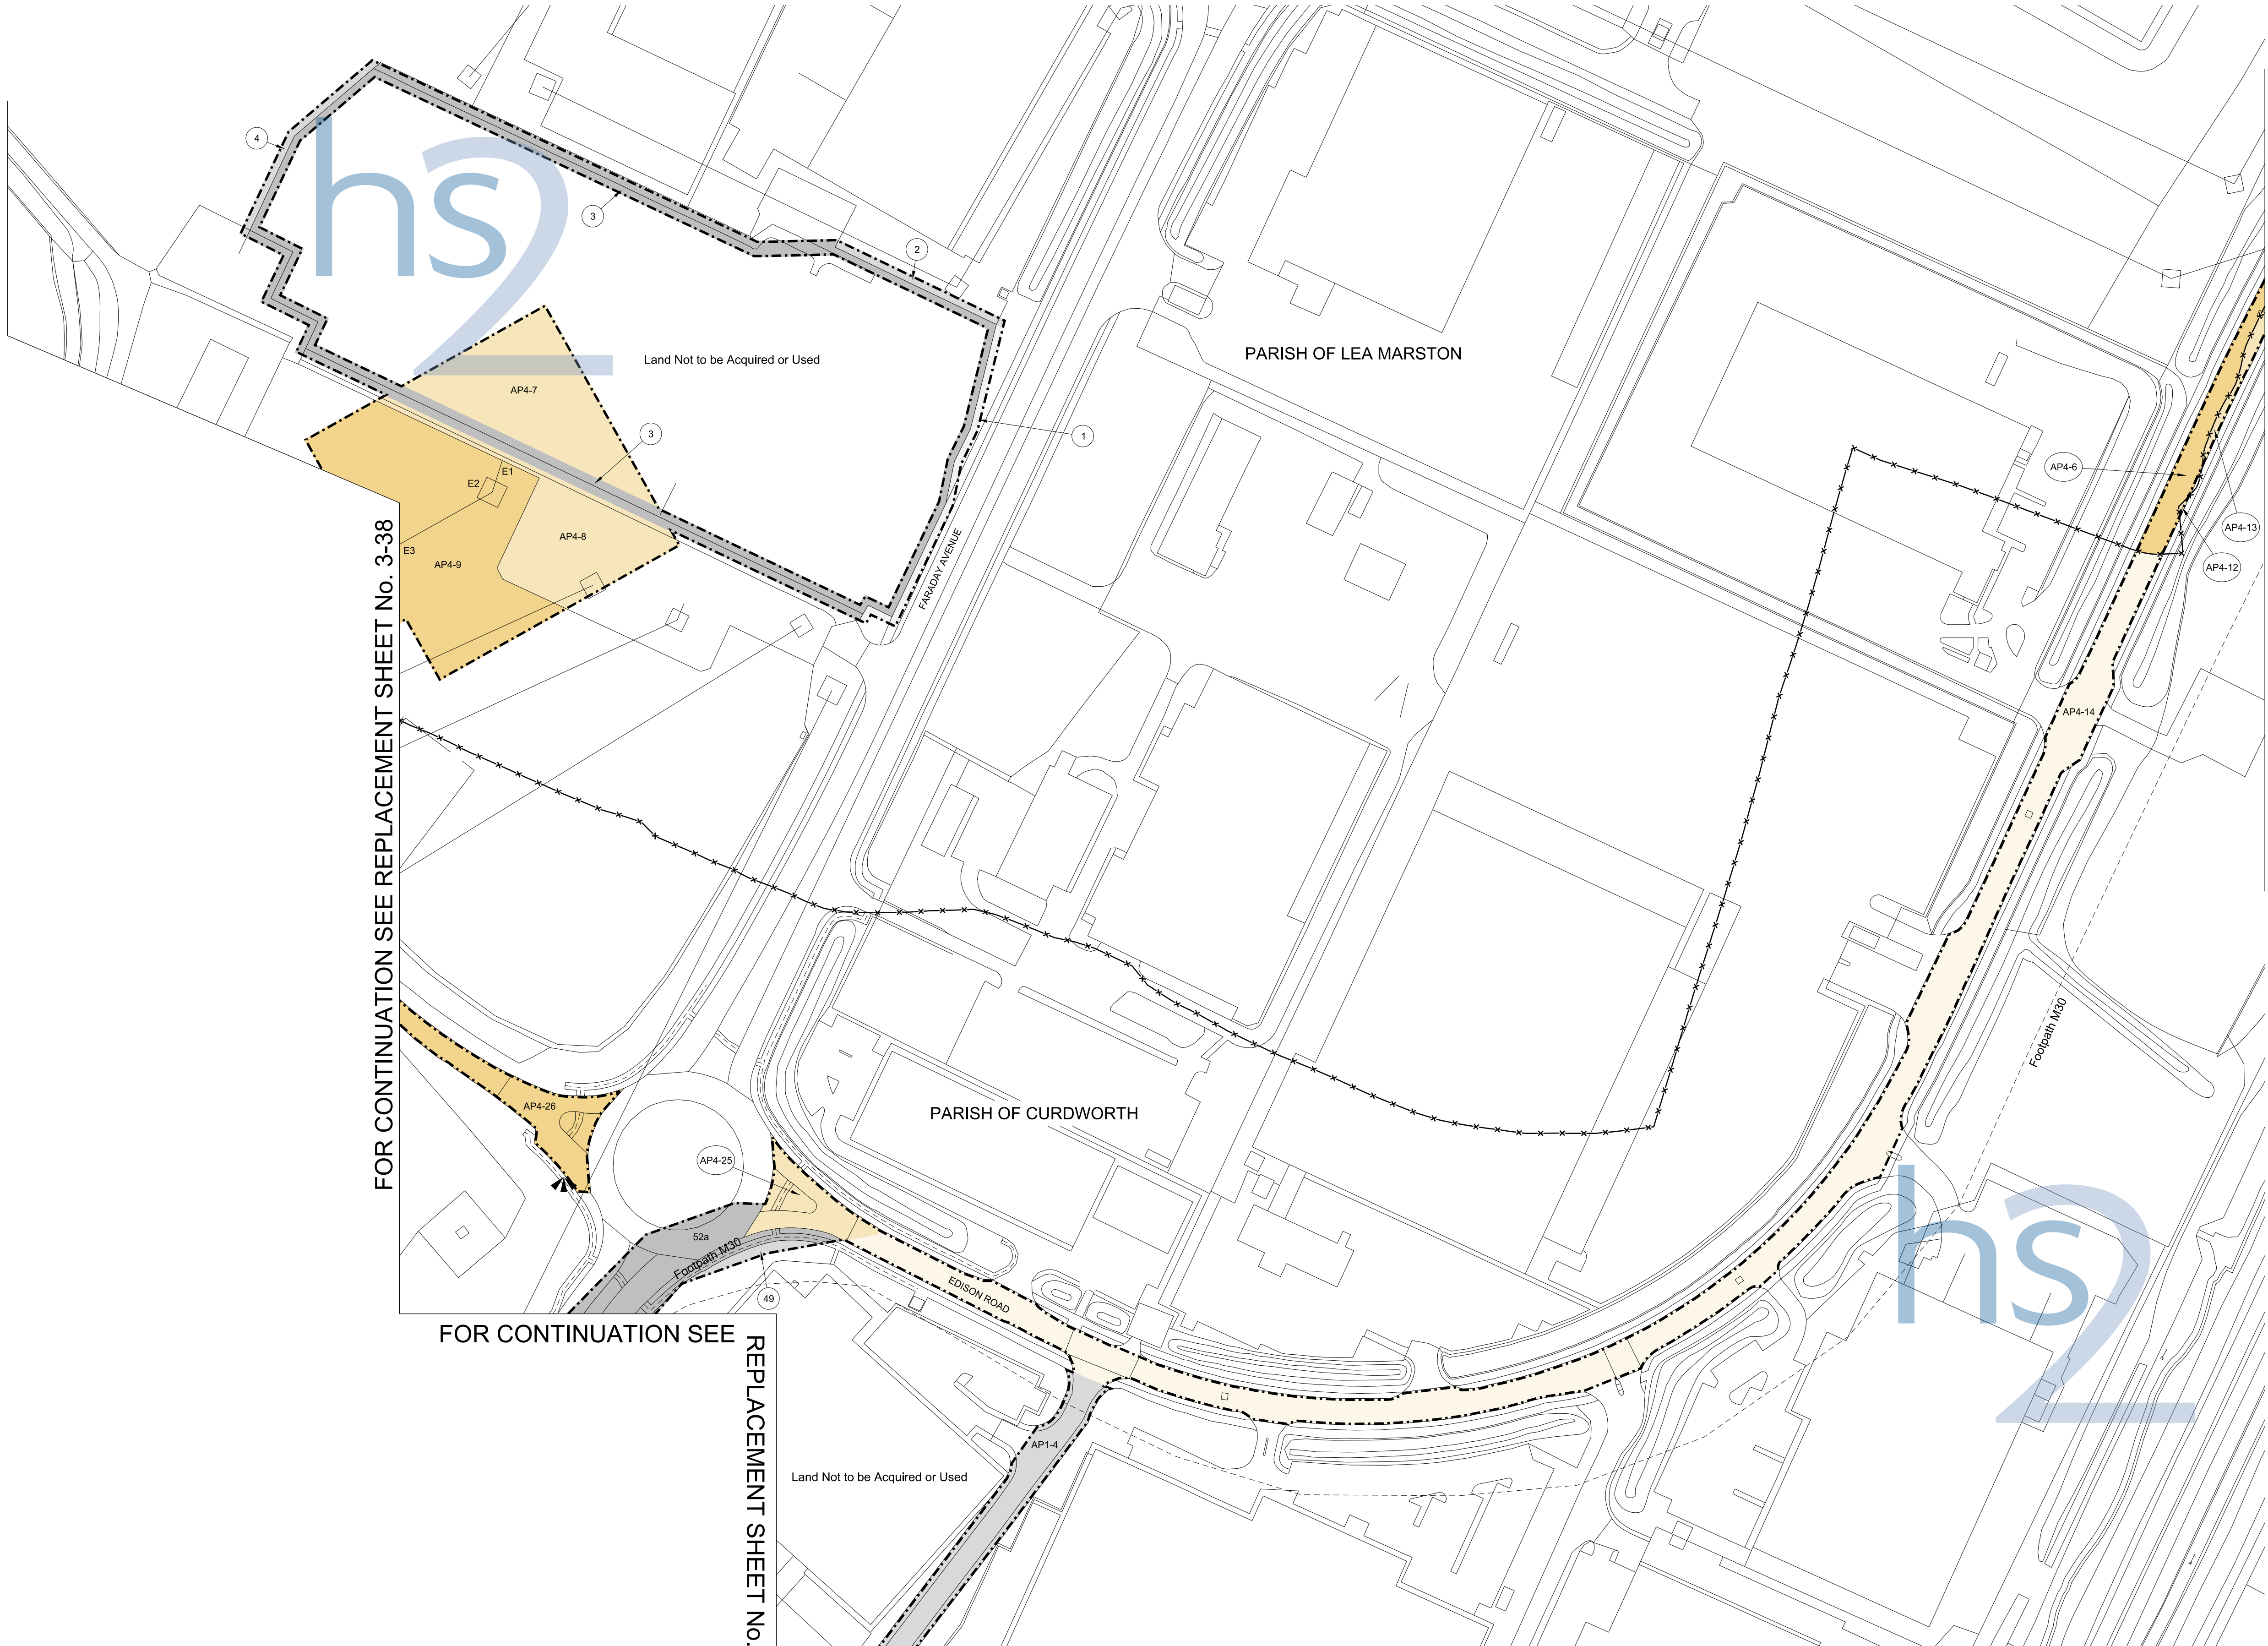 hs2
4
3
2
Land Not to be Acquired or Used
PARISH OF LEA MARSTON
AP4-7
1
3
E1
E2
AP4-6
AP4-13
AP4-8
E3
AP4-9
AP4-12
FARADAY AVENUE
FOR CONTINUATION SEE REPLACEMENT SHEET No. 3-38
AP4-14
Footpath M30
AP4-26
PARISH OF CURDWORTH
AP4-25
52a
Footpath M30
49
EDISON ROAD
hs2
FOR CONTINUATION SEE
REPLACEMENT SHEET No.
AP1-4
Land Not to be Acquired or Used